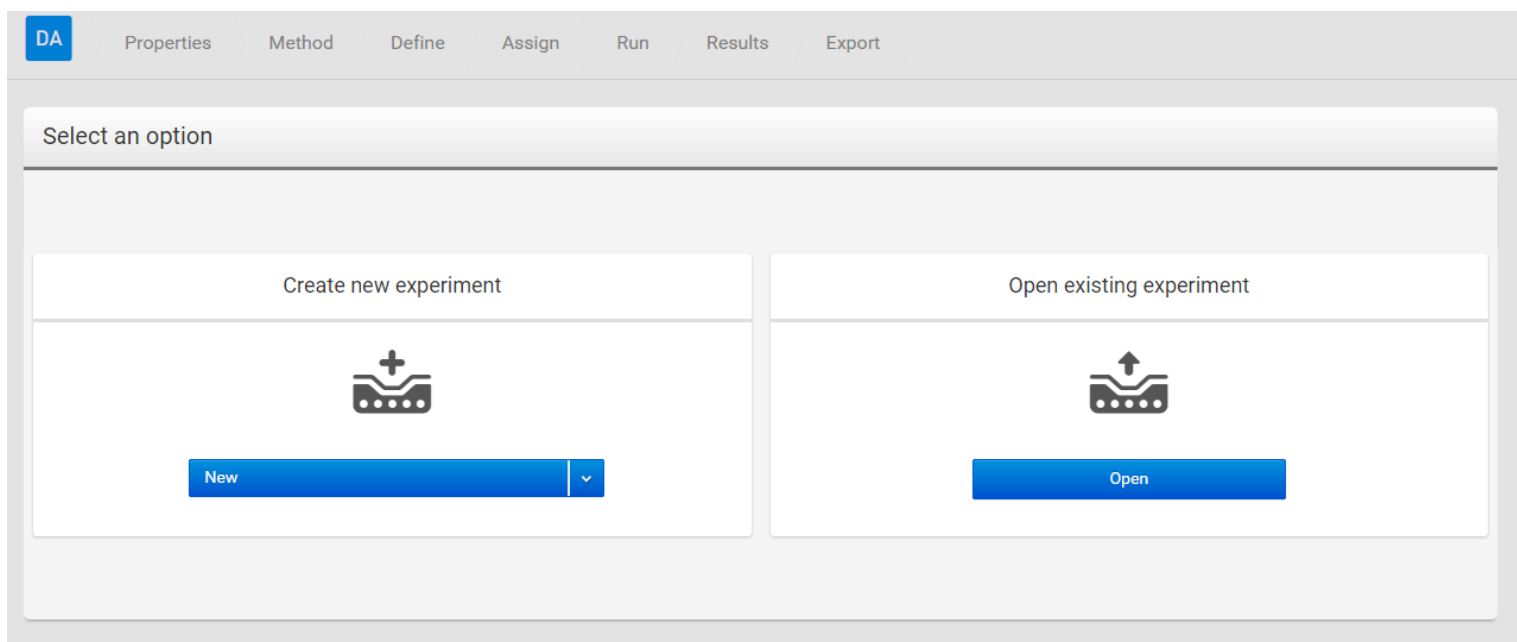 DA Properties Method Define Assign Run Results Export
Select an option
Create new experiment
Open existing experiment
New
Open